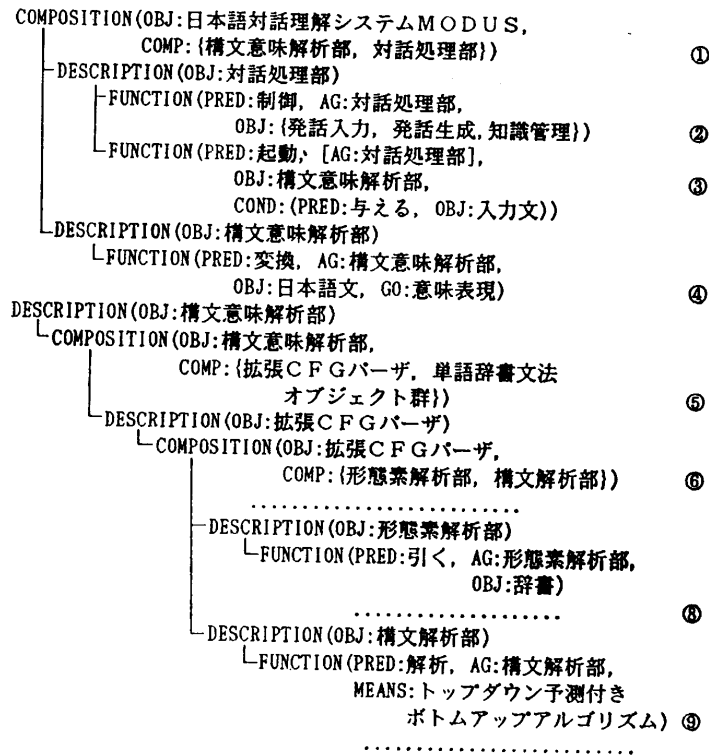 COMPOSITION(OBJ:日本語対話理解システムＭＯＤＵＳ,
COMP:{構文意味解析部, 対話処理部}) ①
DESCRIPTION(OBJ:対話処理部)
FUNCTION(PRED:制御, AG:対話処理部,
OBJ:{発話入力, 発話生成, 知識管理}) ②
FUNCTION(PRED:起動, [AG:対話処理部],
OBJ:構文意味解析部, ③
COND:(PRED:与える, OBJ:入力文))
DESCRIPTION(OBJ:構文意味解析部)
FUNCTION(PRED:変換, AG:構文意味解析部,
OBJ:日本語文, GO:意味表現) ④
DESCRIPTION(OBJ:構文意味解析部)
COMPOSITION(OBJ:構文意味解析部,
COMP:{拡張ＣＦＧパーザ, 単語辞書文法
オブジェクト群}) ⑤
DESCRIPTION(OBJ:拡張ＣＦＧパーザ)
COMPOSITION(OBJ:拡張ＣＦＧパーザ,
COMP:{形態素解析部, 構文解析部}) ⑥
..........................
DESCRIPTION(OBJ:形態素解析部)
FUNCTION(PRED:引く, AG:形態素解析部,
OBJ:辞書)
.................... ⑧
DESCRIPTION(OBJ:構文解析部)
FUNCTION(PRED:解析, AG:構文解析部,
MEANS:トップダウン予測付き
ボトムアップアルゴリズム) ⑨
..........................